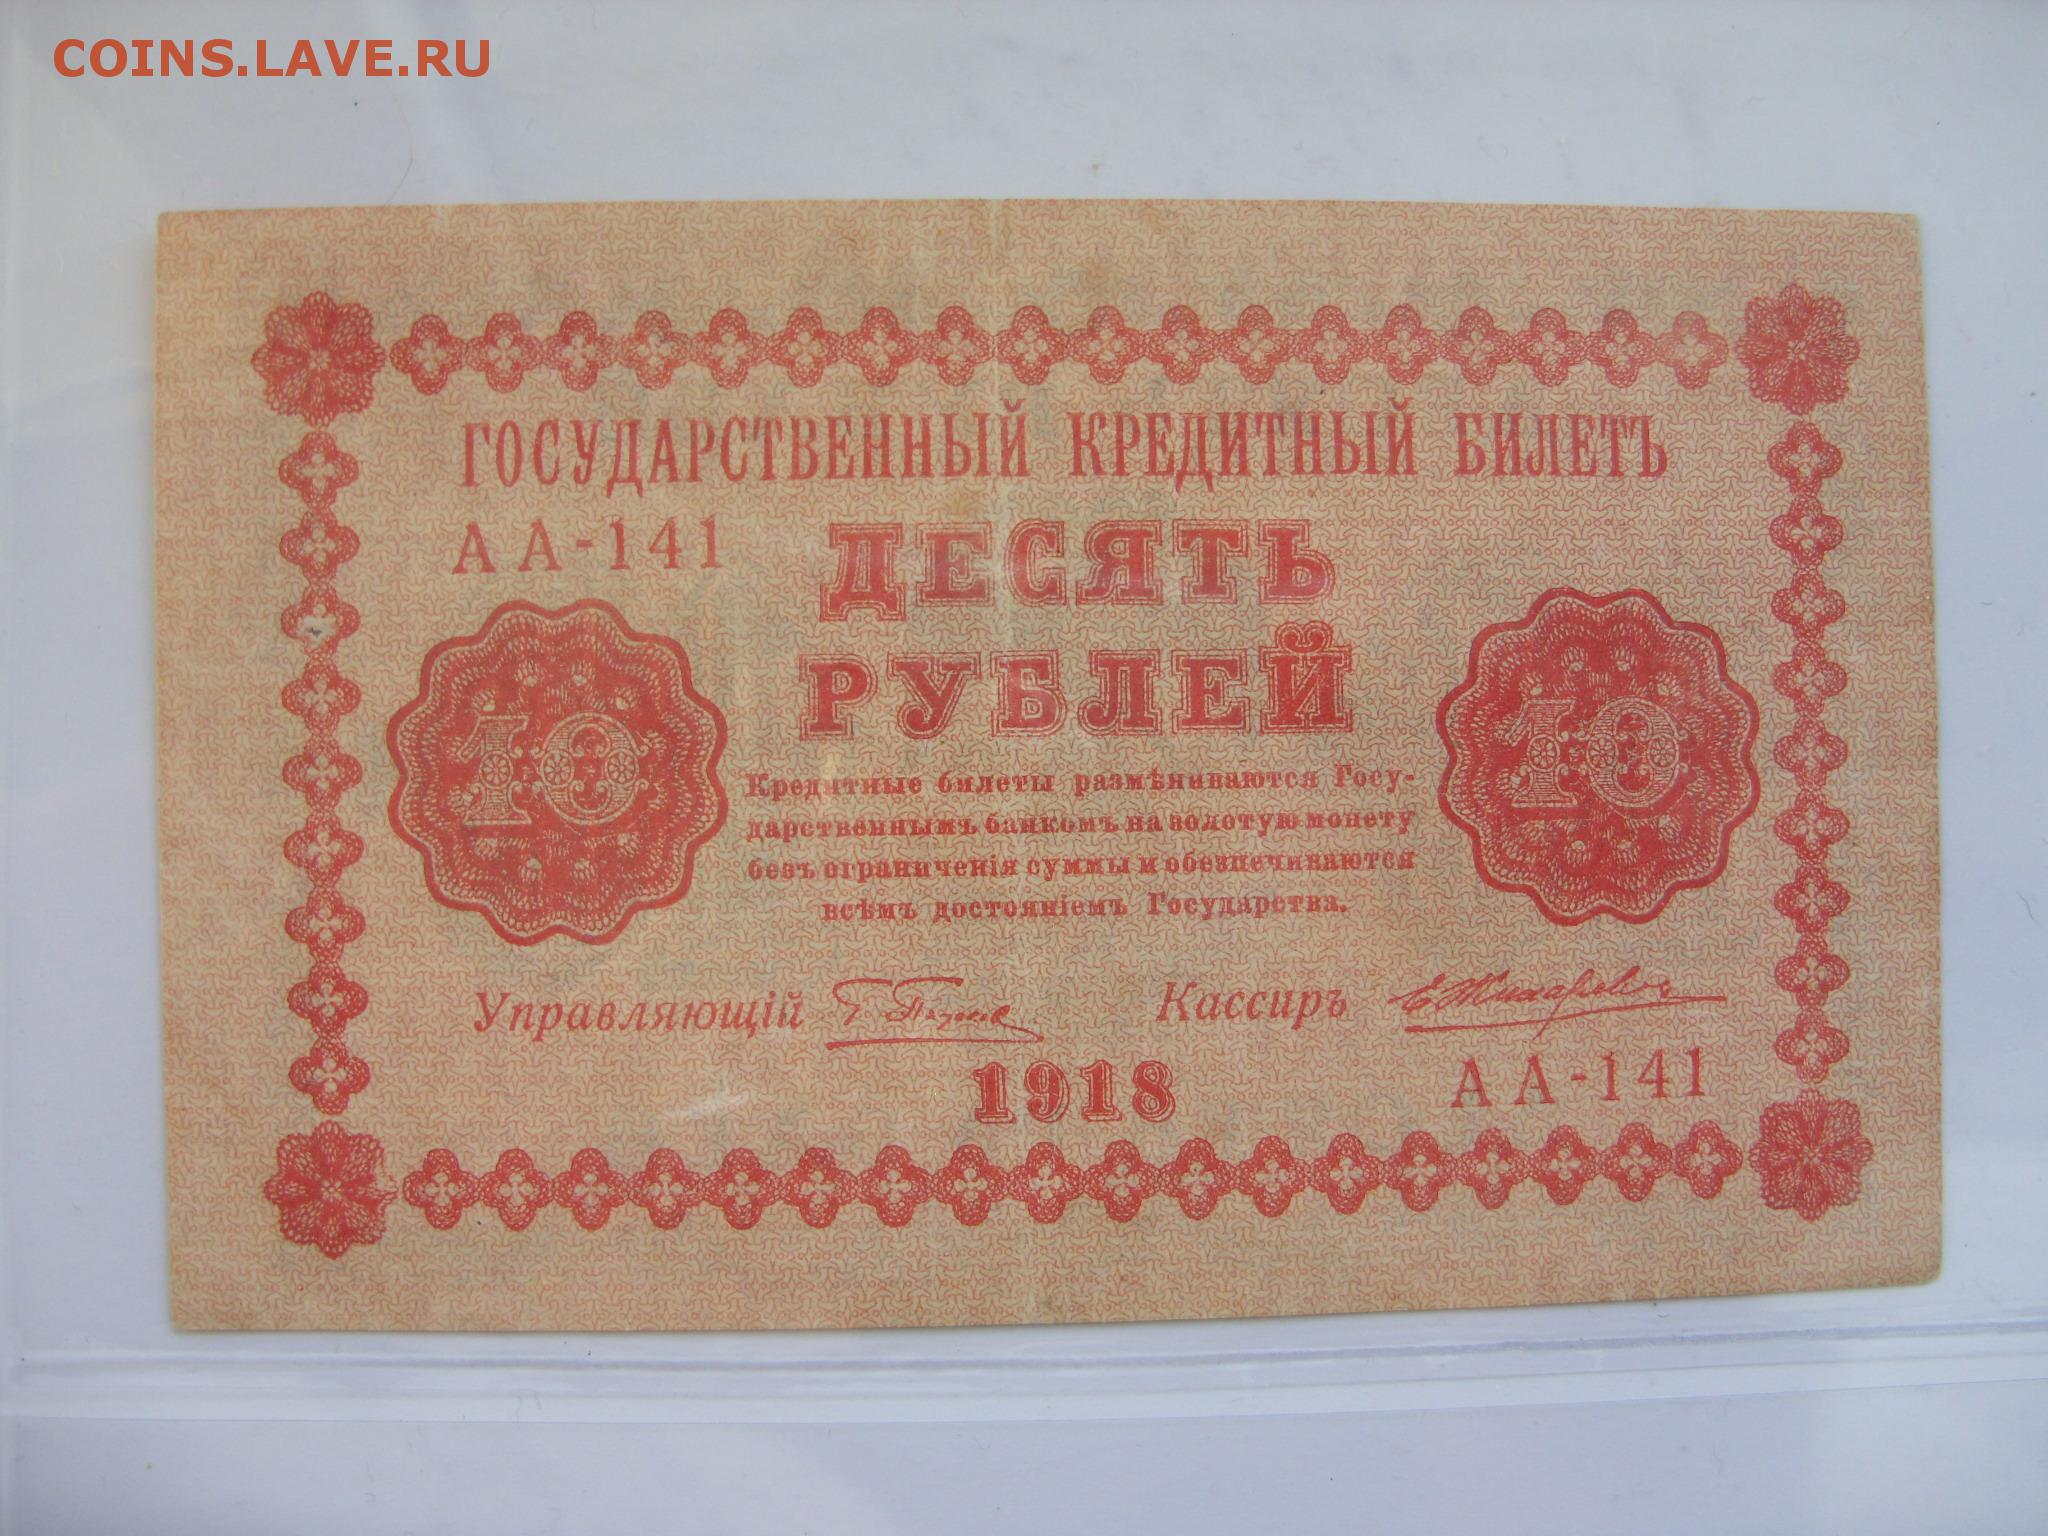 COINS.LAVE.RU
ГОСУДАРСТВЕННЫЙ КРЕДИТНЫЙ БИЛЕТЪ
АА-141
ДЕСЯТЬ
РУБЛЕЙ
10
10
Кредитные билеты размѣниваются Госу-
дарственнымъ банкомъ на золотую монету
безъ ограниченія суммы и обезпечиваются
всѣмъ достояніемъ Государства.
Управляющій Кассиръ
1918
АА-141